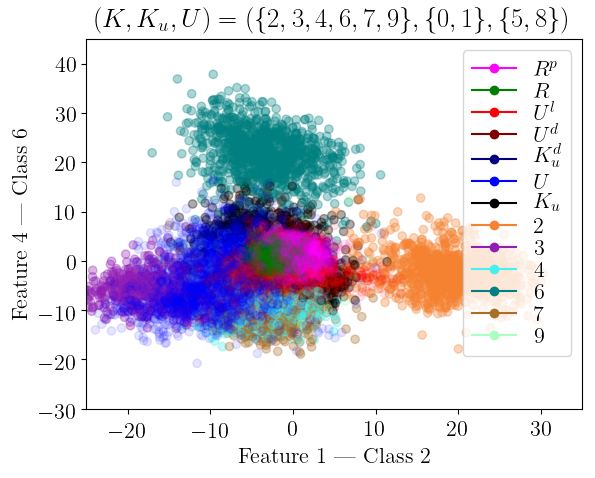 (K, K_u, U) = ({2, 3, 4, 6, 7, 9}, {0, 1}, {5, 8})
40
30
20
10
0
−10
−20
−30
Feature 4 — Class 6
R^p
R
U^l
U^d
K_u^d
U
K_u
2
3
4
6
7
9
−20 −10 0 10 20 30
Feature 1 — Class 2